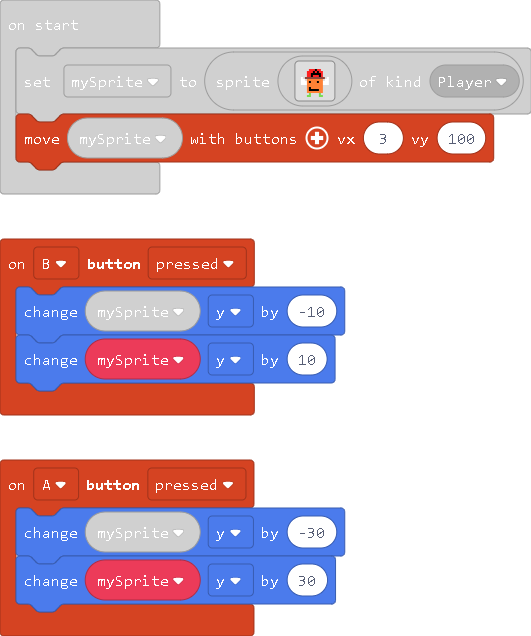 on start
set mySprite to sprite of kind Player
move mySprite with buttons vx 3 vy 100
on B button pressed
change mySprite y by -10
change mySprite y by 10
on A button pressed
change mySprite y by -30
change mySprite y by 30